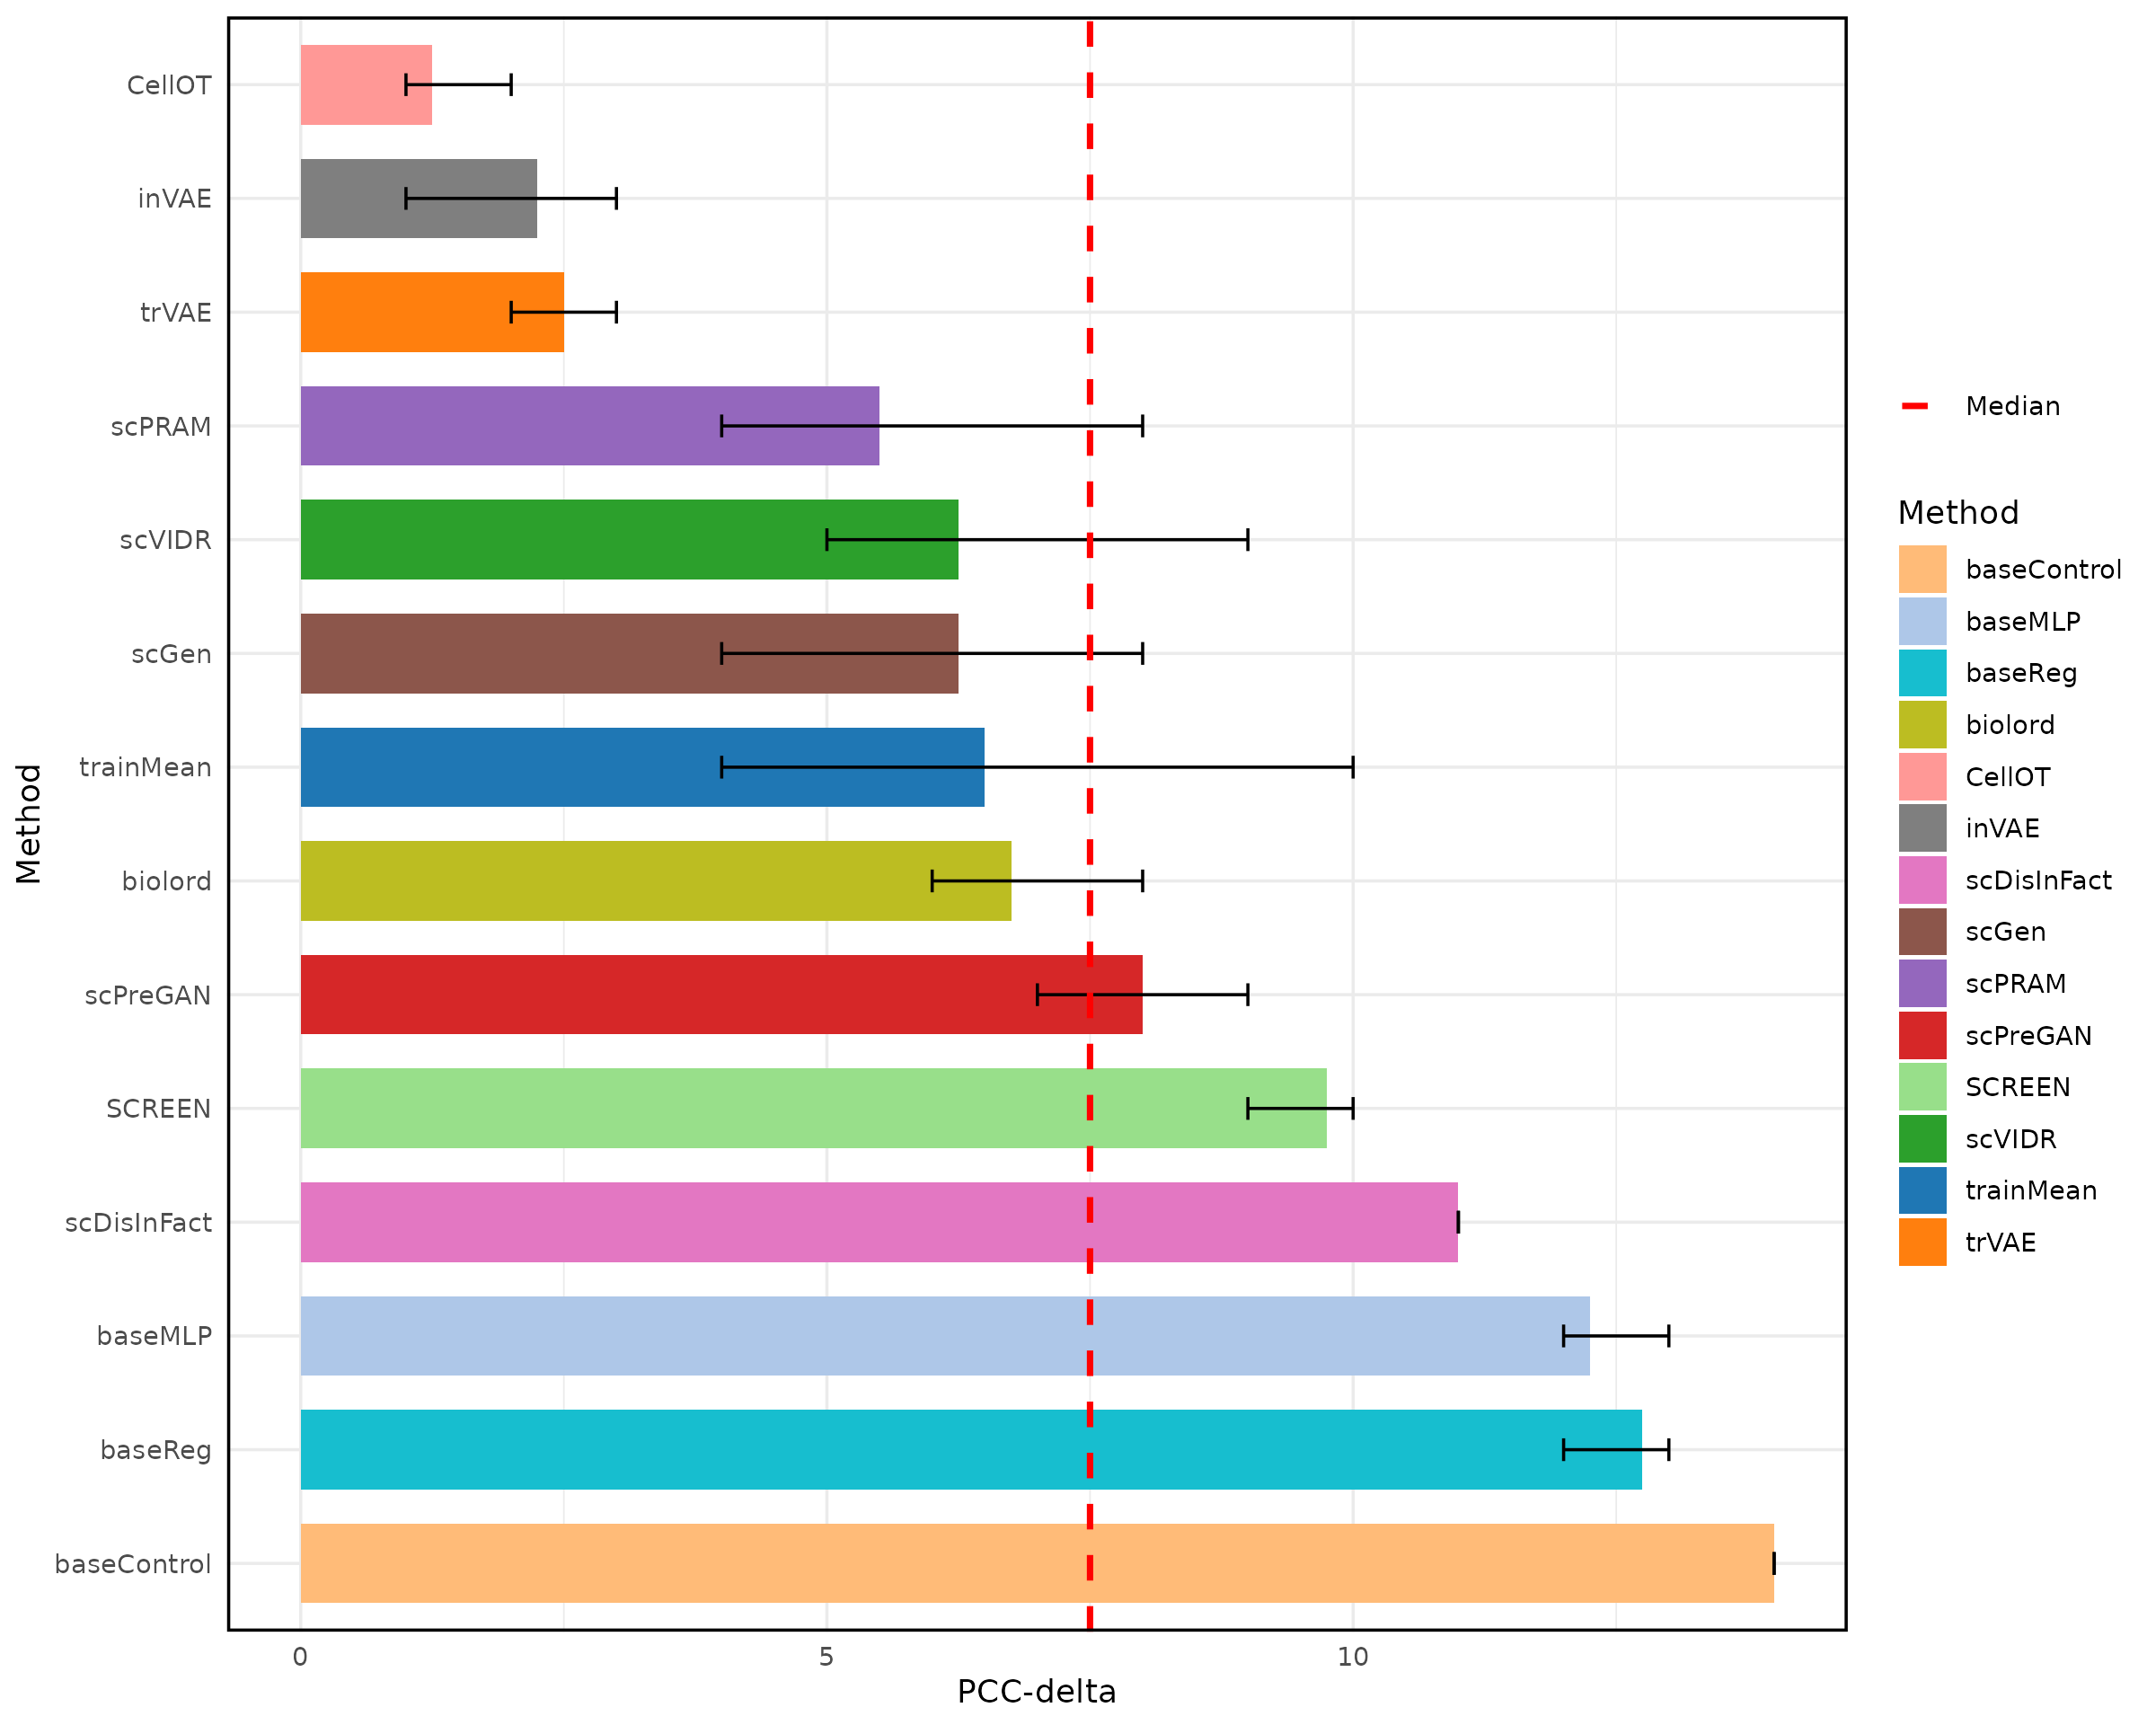 CellOT
inVAE
trVAE
scPRAM
scVIDR
scGen
trainMean
biolord
scPreGAN
SCREEN
scDisInFact
baseMLP
baseReg
baseControl
Method
0 5 10
PCC-delta
Median
Method
baseControl
baseMLP
baseReg
biolord
CellOT
inVAE
scDisInFact
scGen
scPRAM
scPreGAN
SCREEN
scVIDR
trainMean
trVAE